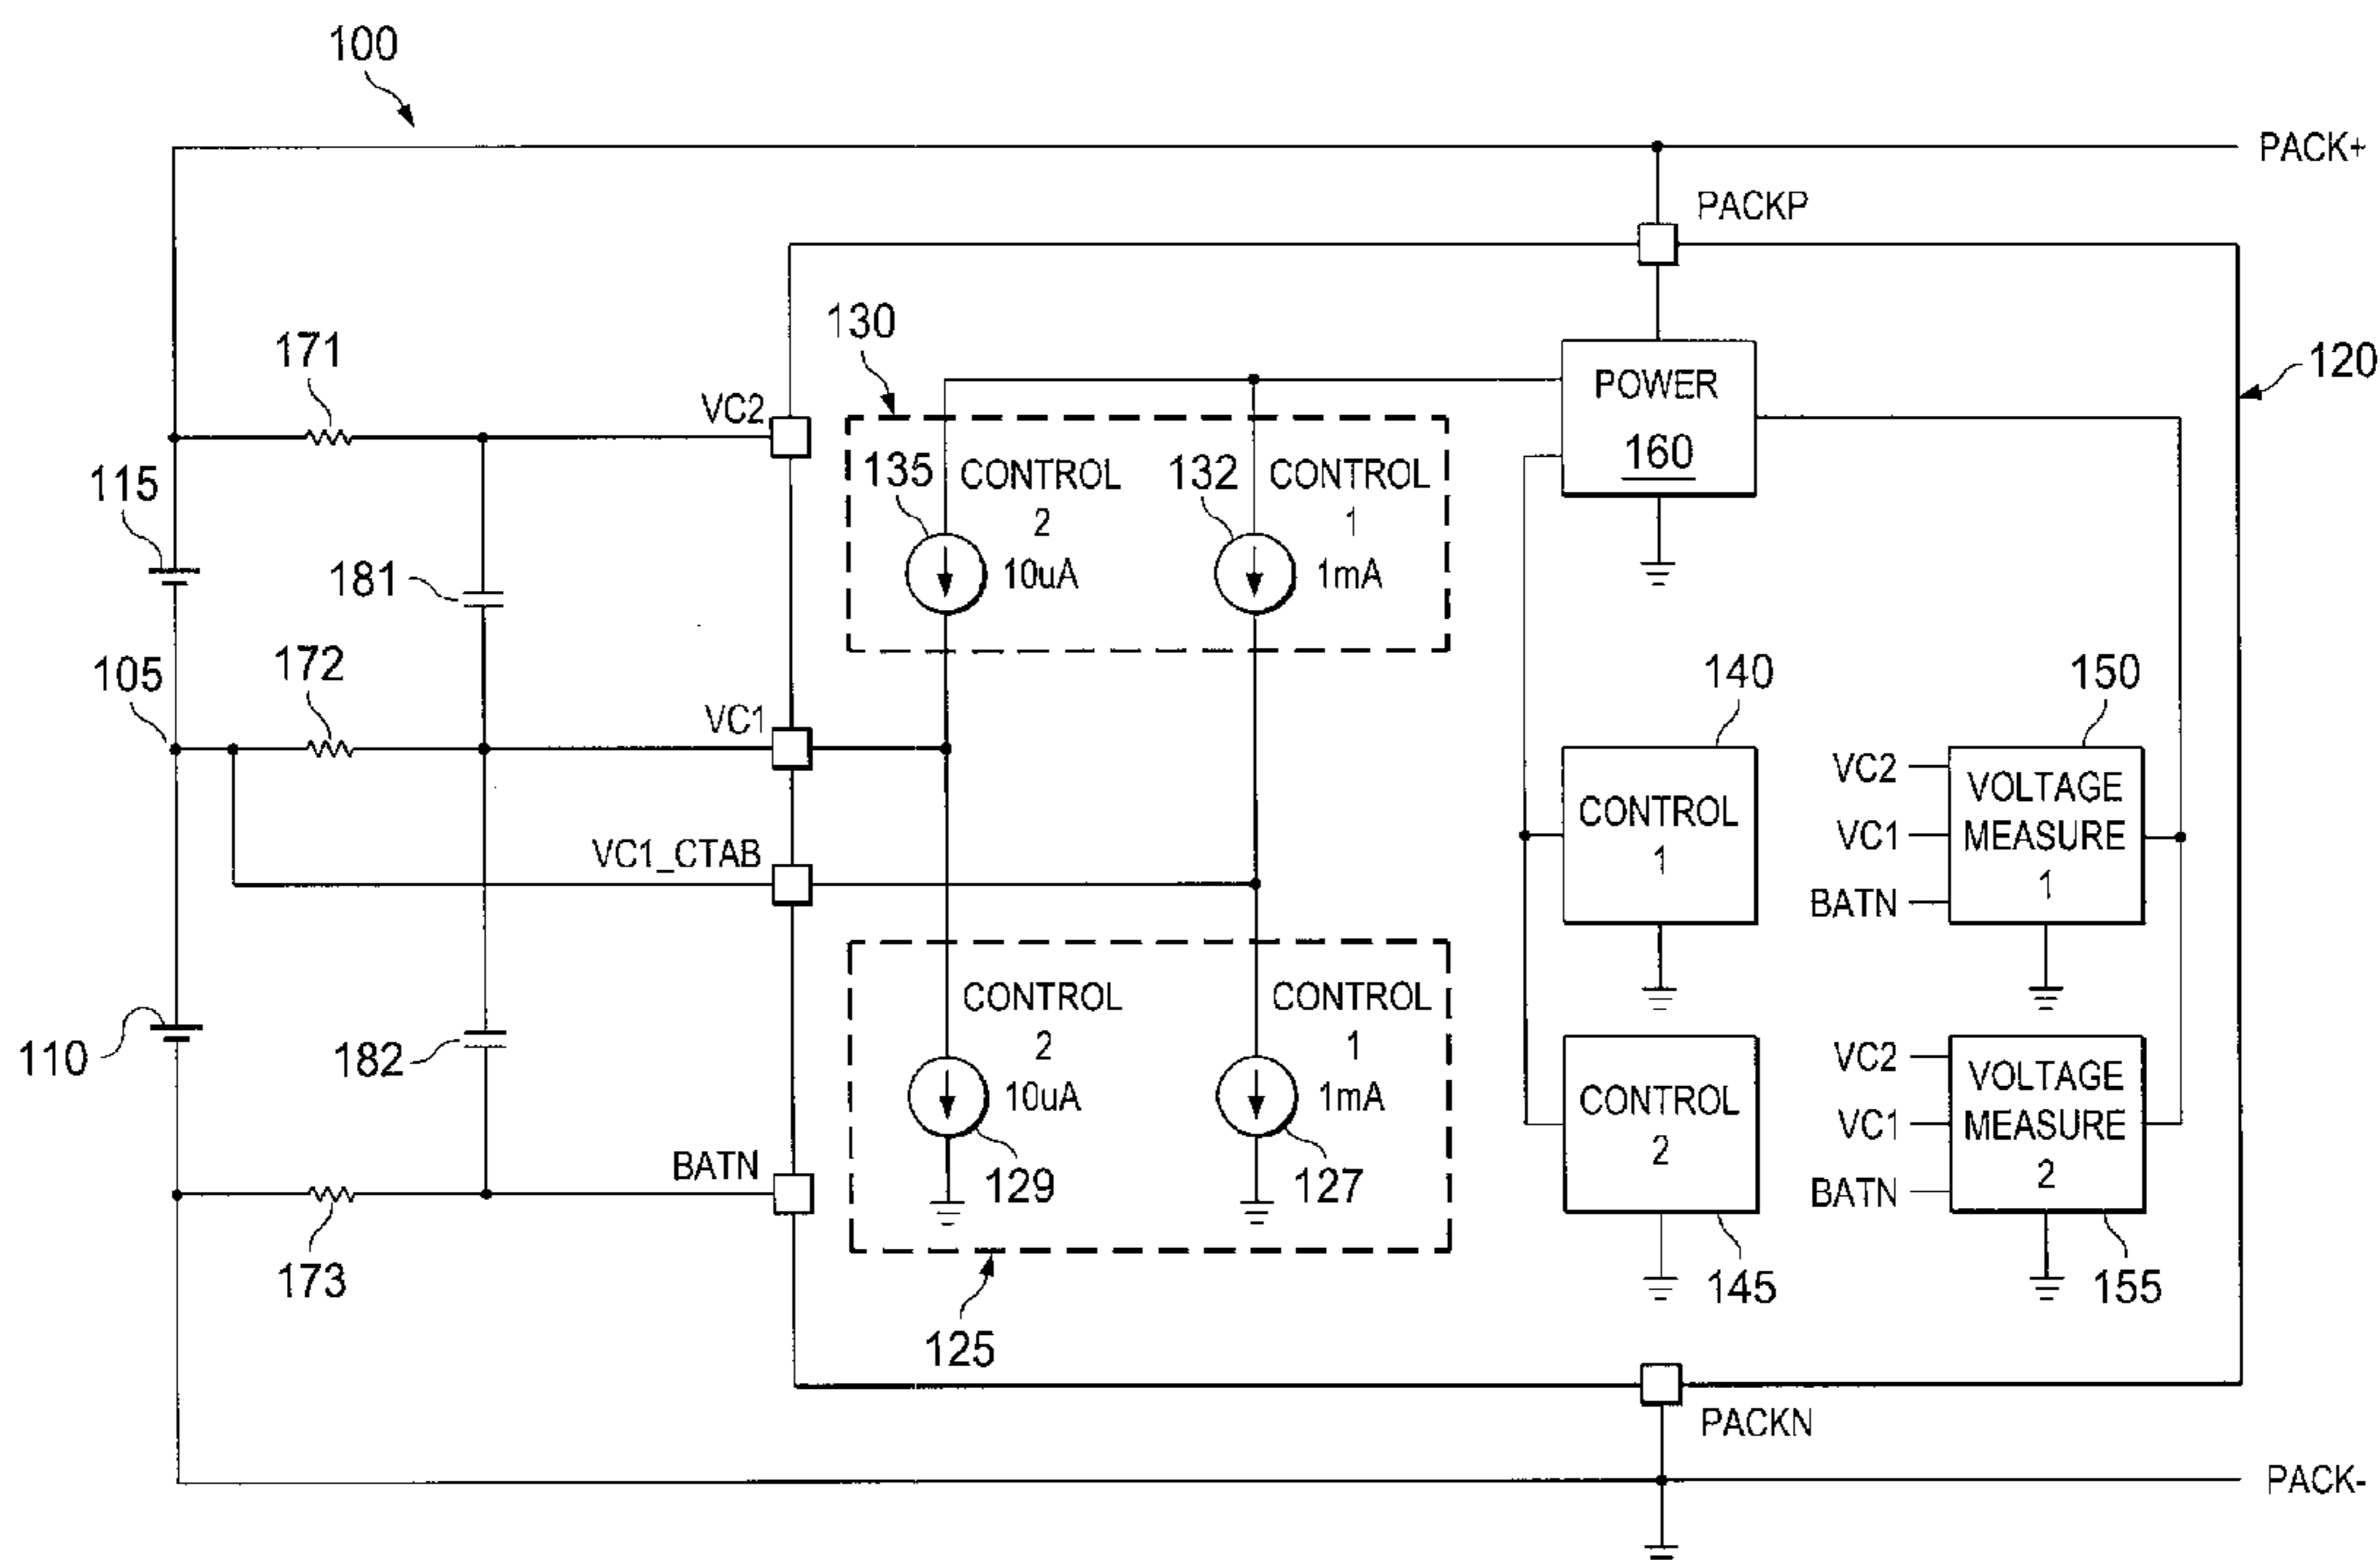 100
PACK+
PACKP
130
120
171
VC2
POWER
160
115
135
CONTROL
2
10uA
132
CONTROL
1
1mA
181
105
172
VC1
140
150
CONTROL
1
VC2
VC1
BATN
VOLTAGE
MEASURE
1
VC1_CTAB
110
182
CONTROL
2
10uA
CONTROL
1
1mA
129
127
CONTROL
2
VC2
VC1
BATN
VOLTAGE
MEASURE
2
BATN
173
145
155
125
PACKN
PACK-